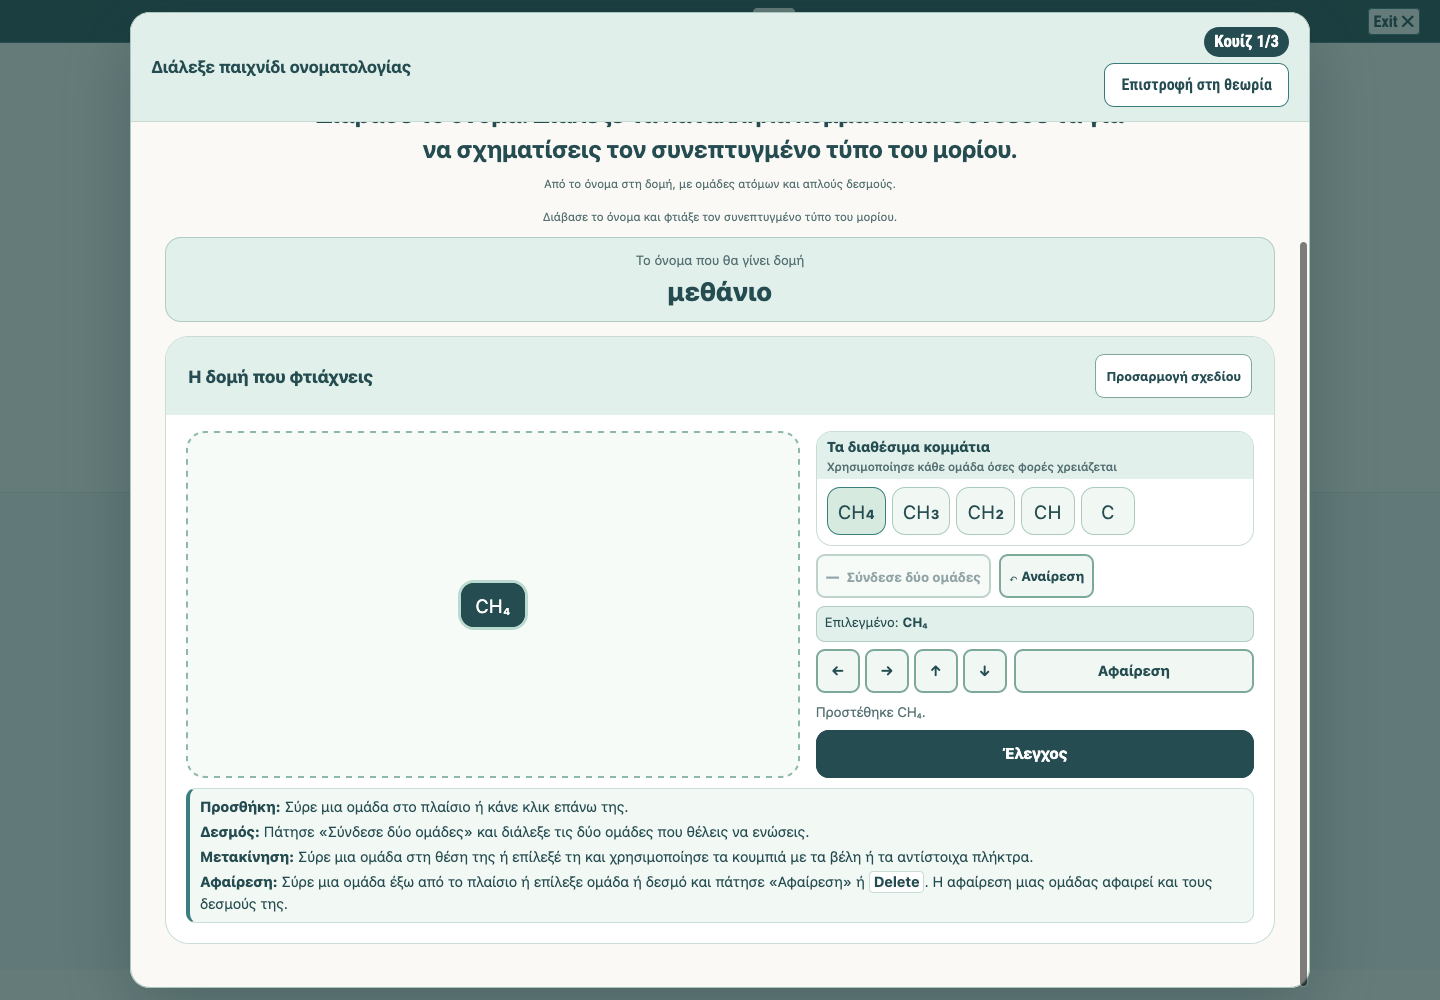 Exit ✕
Διάλεξε παιχνίδι ονοματολογίας
Κουίζ 1/3
Επιστροφή στη θεωρία
να σχηματίσεις τον συνεπτυγμένο τύπο του μορίου.
Από το όνομα στη δομή, με ομάδες ατόμων και απλούς δεσμούς.
Διάβασε το όνομα και φτιάξε τον συνεπτυγμένο τύπο του μορίου.
Το όνομα που θα γίνει δομή
μεθάνιο
Η δομή που φτιάχνεις
Προσαρμογή σχεδίου
CH₄
Τα διαθέσιμα κομμάτια
Χρησιμοποίησε κάθε ομάδα όσες φορές χρειάζεται
CH₄ CH₃ CH₂ CH C
— Σύνδεσε δύο ομάδες ↶ Αναίρεση
Επιλεγμένο: CH₄
← → ↑ ↓ Αφαίρεση
Προστέθηκε CH₄.
Έλεγχος
Προσθήκη: Σύρε μια ομάδα στο πλαίσιο ή κάνε κλικ επάνω της.
Δεσμός: Πάτησε «Σύνδεσε δύο ομάδες» και διάλεξε τις δύο ομάδες που θέλεις να ενώσεις.
Μετακίνηση: Σύρε μια ομάδα στη θέση της ή επίλεξέ τη και χρησιμοποίησε τα κουμπιά με τα βέλη ή τα αντίστοιχα πλήκτρα.
Αφαίρεση: Σύρε μια ομάδα έξω από το πλαίσιο ή επίλεξε ομάδα ή δεσμό και πάτησε «Αφαίρεση» ή Delete. Η αφαίρεση μιας ομάδας αφαιρεί και τους
δεσμούς της.